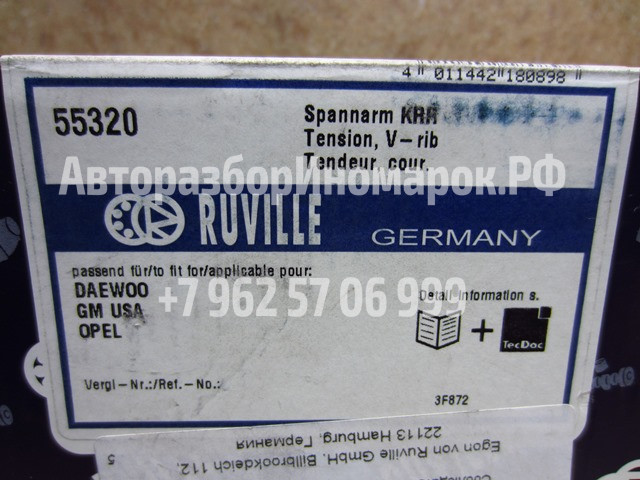 4 011442 180898
55320
Spannarm KRR
Tension, V-rib
Tendeur, cour.
АвторазборИномарок.РФ
RUVILLE GERMANY
passend für/to fit for/applicable pour:
DAEWOO
GM USA
OPEL
+7 962 57 06 999
Detail-Information s.
+
TecDoc
Vergl-Nr.:/Ref.-No.:
3F872
Egon von Ruville GmbH. Billbrookdeich 112,
22113 Hamburg, Германия
5